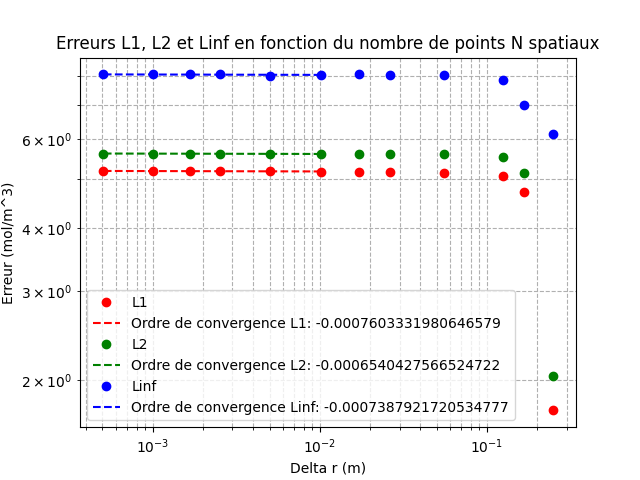 Erreurs L1, L2 et Linf en fonction du nombre de points N spatiaux
Erreur (mol/m^3)
6 × 10⁰
4 × 10⁰
3 × 10⁰
2 × 10⁰
L1
Ordre de convergence L1: -0.0007603331980646579
L2
Ordre de convergence L2: -0.0006540427566524722
Linf
Ordre de convergence Linf: -0.0007387921720534777
10⁻³ 10⁻² 10⁻¹
Delta r (m)